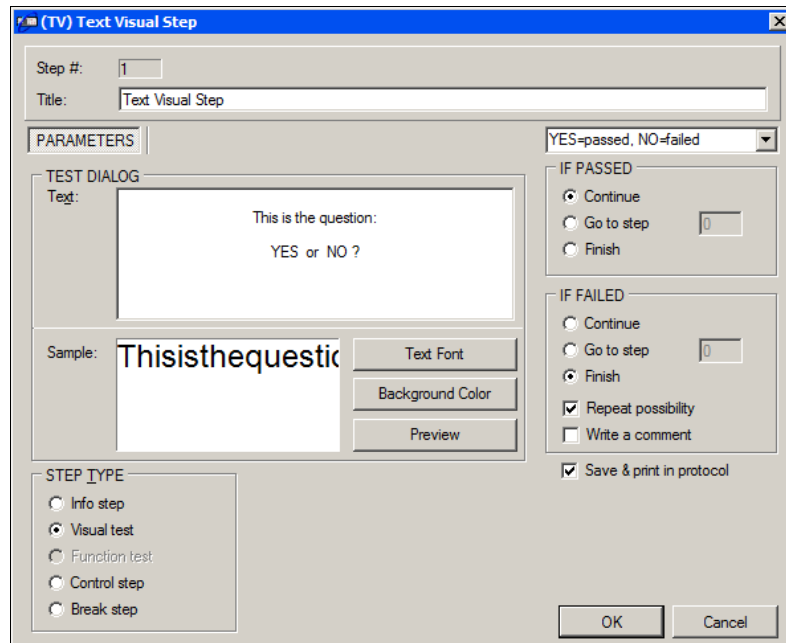 (TV) Text Visual Step
Step #: 1
Title: Text Visual Step
PARAMETERS
YES=passed, NO=failed
TEST DIALOG
Text:
This is the question:
YES or NO ?
Sample:
Thisisthequestic
Text Font
Background Color
Preview
IF PASSED
Continue
Go to step 0
Finish
IF FAILED
Continue
Go to step 0
Finish
Repeat possibility
Write a comment
Save & print in protocol
STEP TYPE
Info step
Visual test
Function test
Control step
Break step
OK Cancel